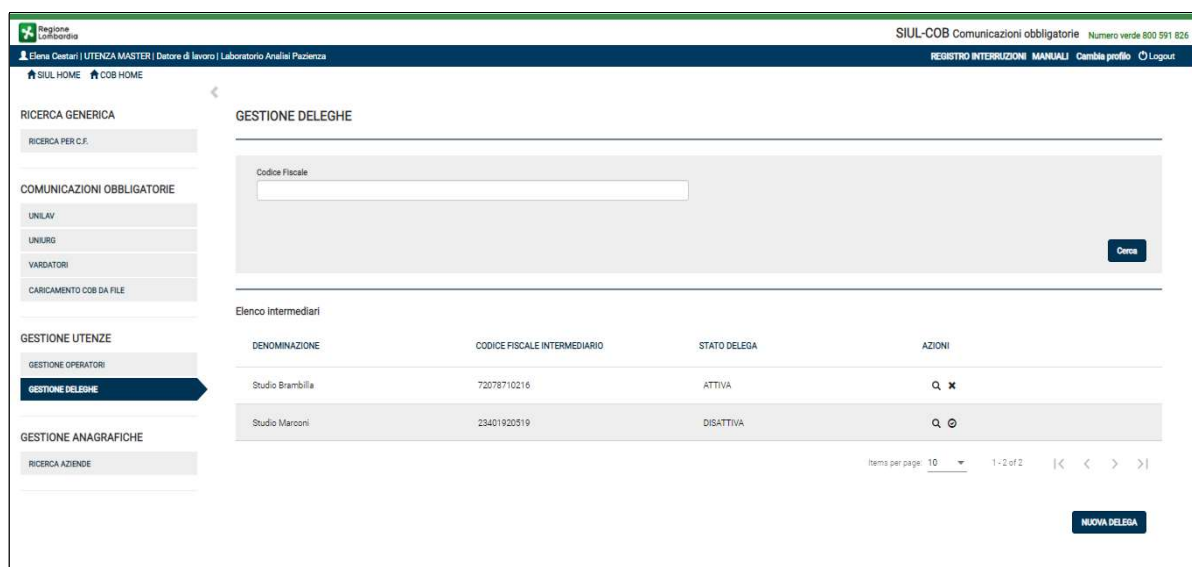 Regione
Lombardia
SIUL-COB Comunicazioni obbligatorie Numero verde 800 591 826
Elena Cestari | UTENZA MASTER | Datore di lavoro | Laboratorio Analisi Pazienza
REGISTRO INTERRUZIONI MANUALI Cambia profilo Logout
SIUL HOME COB HOME
RICERCA GENERICA
RICERCA PER C.F.
COMUNICAZIONI OBBLIGATORIE
UNILAV
UNIURG
VARDATORI
CARICAMENTO COB DA FILE
GESTIONE UTENZE
GESTIONE OPERATORI
GESTIONE DELEGHE
GESTIONE ANAGRAFICHE
RICERCA AZIENDE
GESTIONE DELEGHE
Codice Fiscale
Cerca
Elenco intermediari
DENOMINAZIONE CODICE FISCALE INTERMEDIARIO STATO DELEGA AZIONI
Studio Brambilla 72078710216 ATTIVA
Studio Marconi 23401920519 DISATTIVA
Items per page: 10 1 - 2 of 2
NUOVA DELEGA